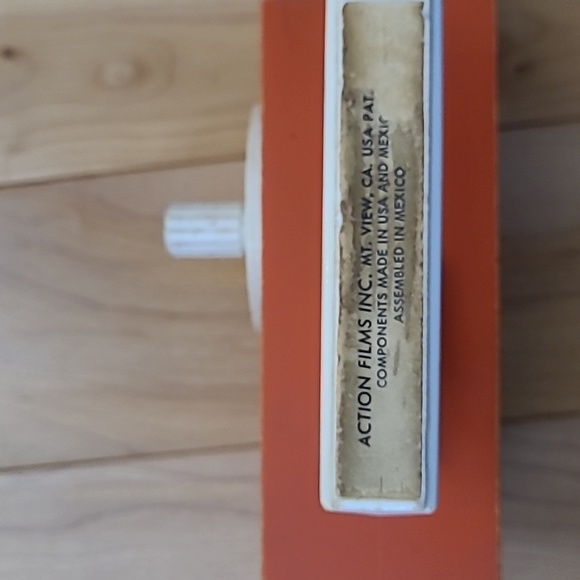 ACTION FILMS INC. MT. VIEW, CA. USA PAT.
COMPONENTS MADE IN USA AND MEXIC
ASSEMBLED IN MEXICO